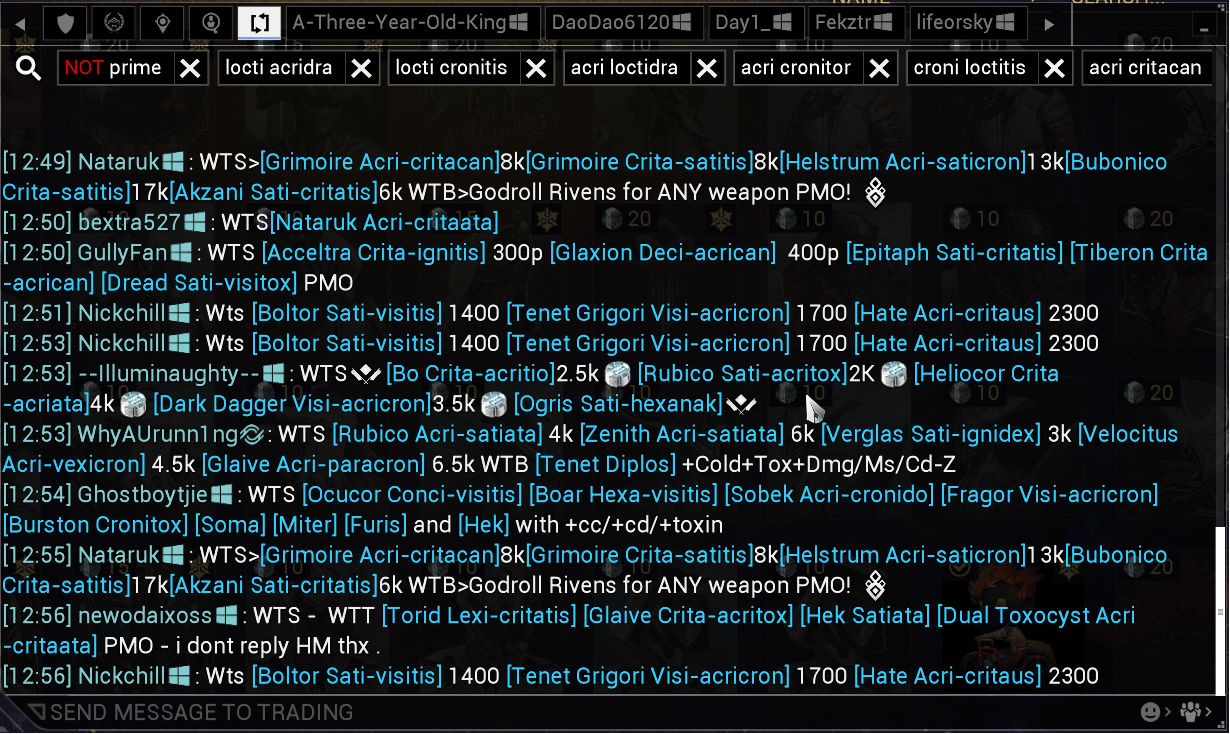 A-Three-Year-Old-King DaoDao6120 Day1_ Fekztr lifeorsky
NOT prime locti acridra locti cronitis acri loctidra acri cronitor croni loctitis acri critacan
[12:49] Nataruk: WTS>[Grimoire Acri-critacan]8k[Grimoire Crita-satitis]8k[Helstrum Acri-saticron]13k[Bubonico
Crita-satitis]17k[Akzani Sati-critatis]6k WTB>Godroll Rivens for ANY weapon PMO!
[12:50] bextra527: WTS[Nataruk Acri-critaata]
[12:50] GullyFan: WTS [Acceltra Crita-ignitis] 300p [Glaxion Deci-acrican]  400p [Epitaph Sati-critatis] [Tiberon Crita
-acrican] [Dread Sati-visitox] PMO
[12:51] Nickchill: Wts [Boltor Sati-visitis] 1400 [Tenet Grigori Visi-acricron] 1700 [Hate Acri-critaus] 2300
[12:53] Nickchill: Wts [Boltor Sati-visitis] 1400 [Tenet Grigori Visi-acricron] 1700 [Hate Acri-critaus] 2300
[12:53] --Illuminaughty--: WTS [Bo Crita-acritio]2.5k [Rubico Sati-acritox]2K [Heliocor Crita
-acriata]4k [Dark Dagger Visi-acricron]3.5k [Ogris Sati-hexanak]
[12:53] WhyAUrunn1ng: WTS [Rubico Acri-satiata] 4k [Zenith Acri-satiata] 6k [Verglas Sati-ignidex] 3k [Velocitus
Acri-vexicron] 4.5k [Glaive Acri-paracron] 6.5k WTB [Tenet Diplos] +Cold+Tox+Dmg/Ms/Cd-Z
[12:54] Ghostboytjie: WTS [Ocucor Conci-visitis] [Boar Hexa-visitis] [Sobek Acri-cronido] [Fragor Visi-acricron]
[Burston Cronitox] [Soma] [Miter] [Furis] and [Hek] with +cc/+cd/+toxin
[12:55] Nataruk: WTS>[Grimoire Acri-critacan]8k[Grimoire Crita-satitis]8k[Helstrum Acri-saticron]13k[Bubonico
Crita-satitis]17k[Akzani Sati-critatis]6k WTB>Godroll Rivens for ANY weapon PMO!
[12:56] newodaixoss: WTS - WTT [Torid Lexi-critatis] [Glaive Crita-acritox] [Hek Satiata] [Dual Toxocyst Acri
-critaata] PMO - i dont reply HM thx .
[12:56] Nickchill: Wts [Boltor Sati-visitis] 1400 [Tenet Grigori Visi-acricron] 1700 [Hate Acri-critaus] 2300
SEND MESSAGE TO TRADING